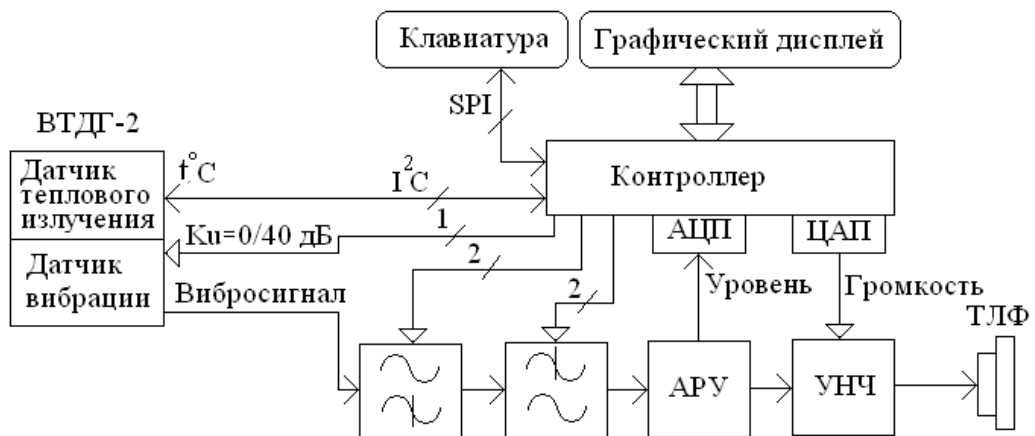 Клавиатура
Графический дисплей
SPI
ВТДГ-2
Датчик
теплового
излучения
t°C
I²C
Контроллер
Ku=0/40 дБ
1
АЦП
ЦАП
Датчик
вибрации
2
2
Вибросигнал
Уровень
Громкость
ТЛФ
АРУ
УНЧ